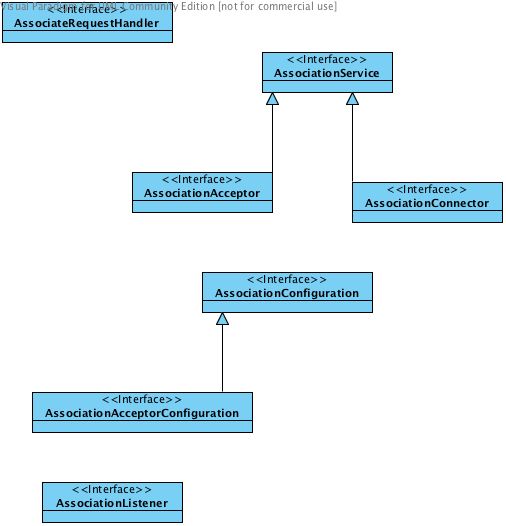 Visual Paradigm for UML Community Edition [not for commercial use]
<<Interface>>
AssociateRequestHandler
<<Interface>>
AssociationService
<<Interface>>
AssociationAcceptor
<<Interface>>
AssociationConnector
<<Interface>>
AssociationConfiguration
<<Interface>>
AssociationAcceptorConfiguration
<<Interface>>
AssociationListener